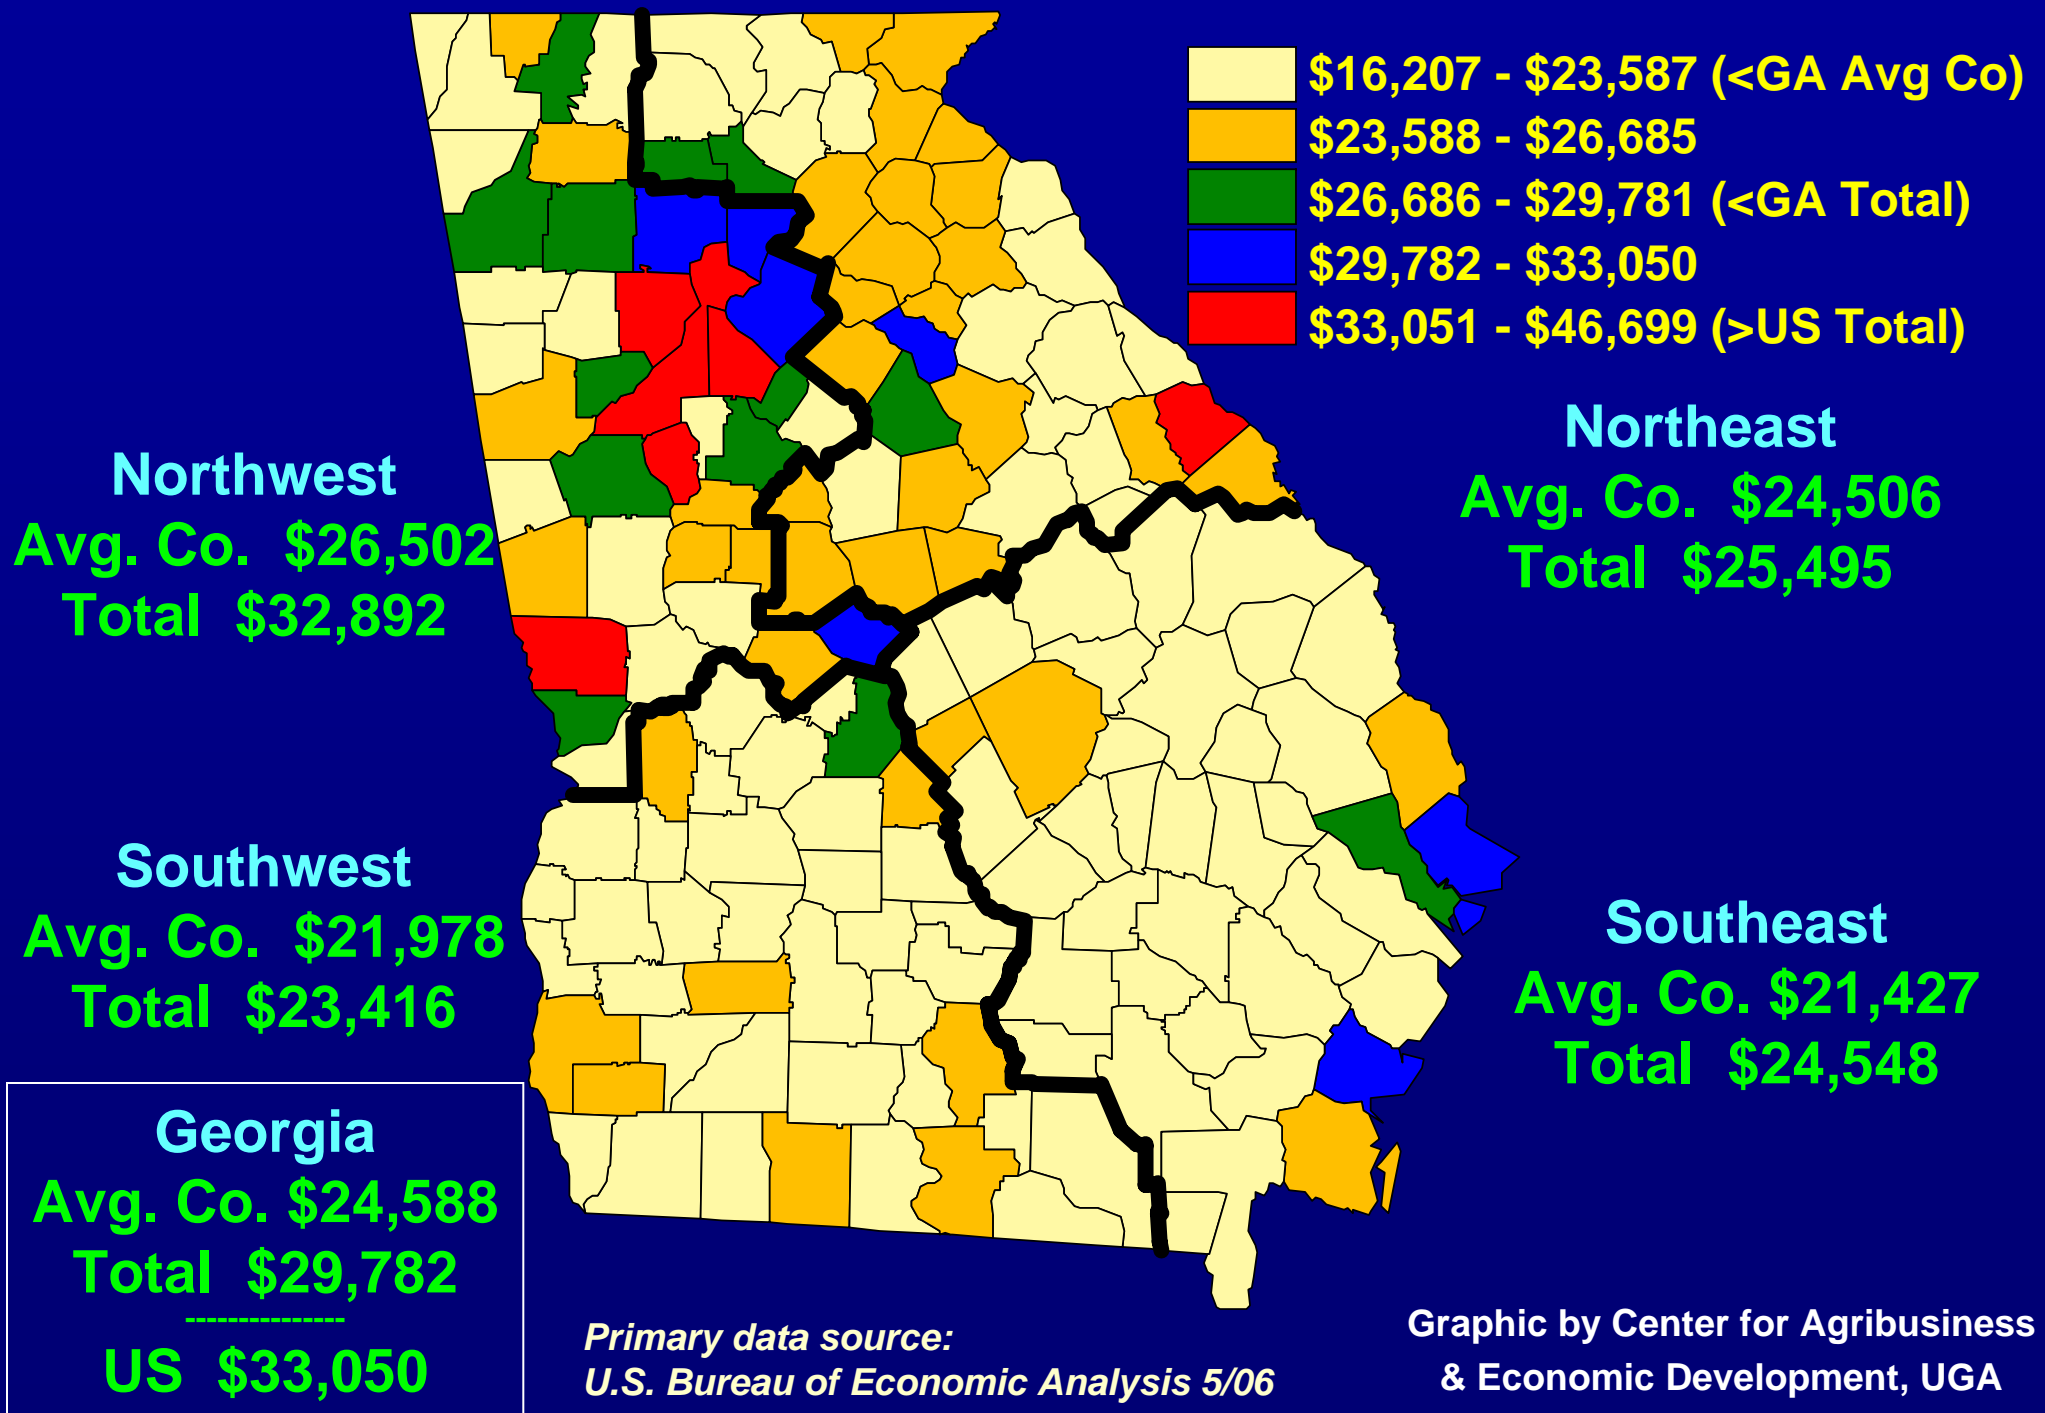 $16,207 - $23,587 (<GA Avg Co)
$23,588 - $26,685
$26,686 - $29,781 (<GA Total)
$29,782 - $33,050
$33,051 - $46,699 (>US Total)
Northeast
Avg. Co. $24,506
Total $25,495
Northwest
Avg. Co. $26,502
Total $32,892
Southwest
Avg. Co. $21,978
Total $23,416
Southeast
Avg. Co. $21,427
Total $24,548
Georgia
Avg. Co. $24,588
Total $29,782
---------------
US $33,050
Primary data source:
U.S. Bureau of Economic Analysis 5/06
Graphic by Center for Agribusiness
& Economic Development, UGA